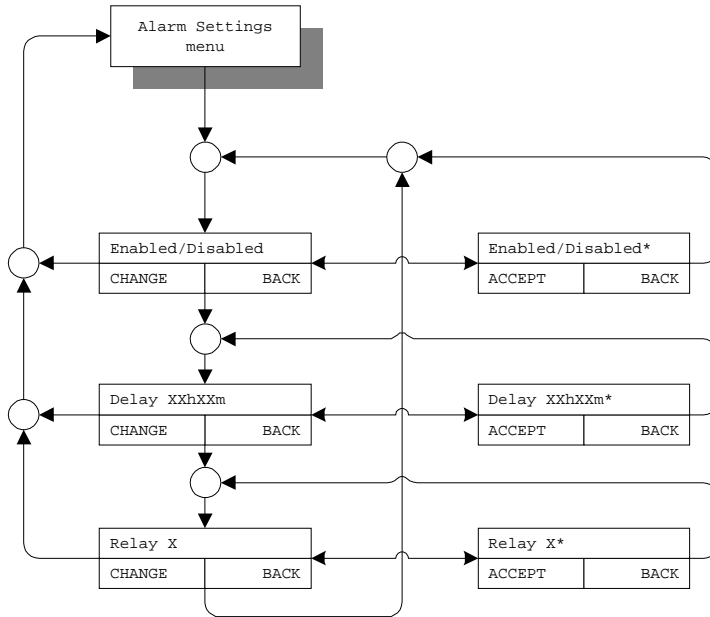 Alarm Settings
menu
Enabled/Disabled
CHANGE BACK
Enabled/Disabled*
ACCEPT BACK
Delay XXhXXm
CHANGE BACK
Delay XXhXXm*
ACCEPT BACK
Relay X
CHANGE BACK
Relay X*
ACCEPT BACK